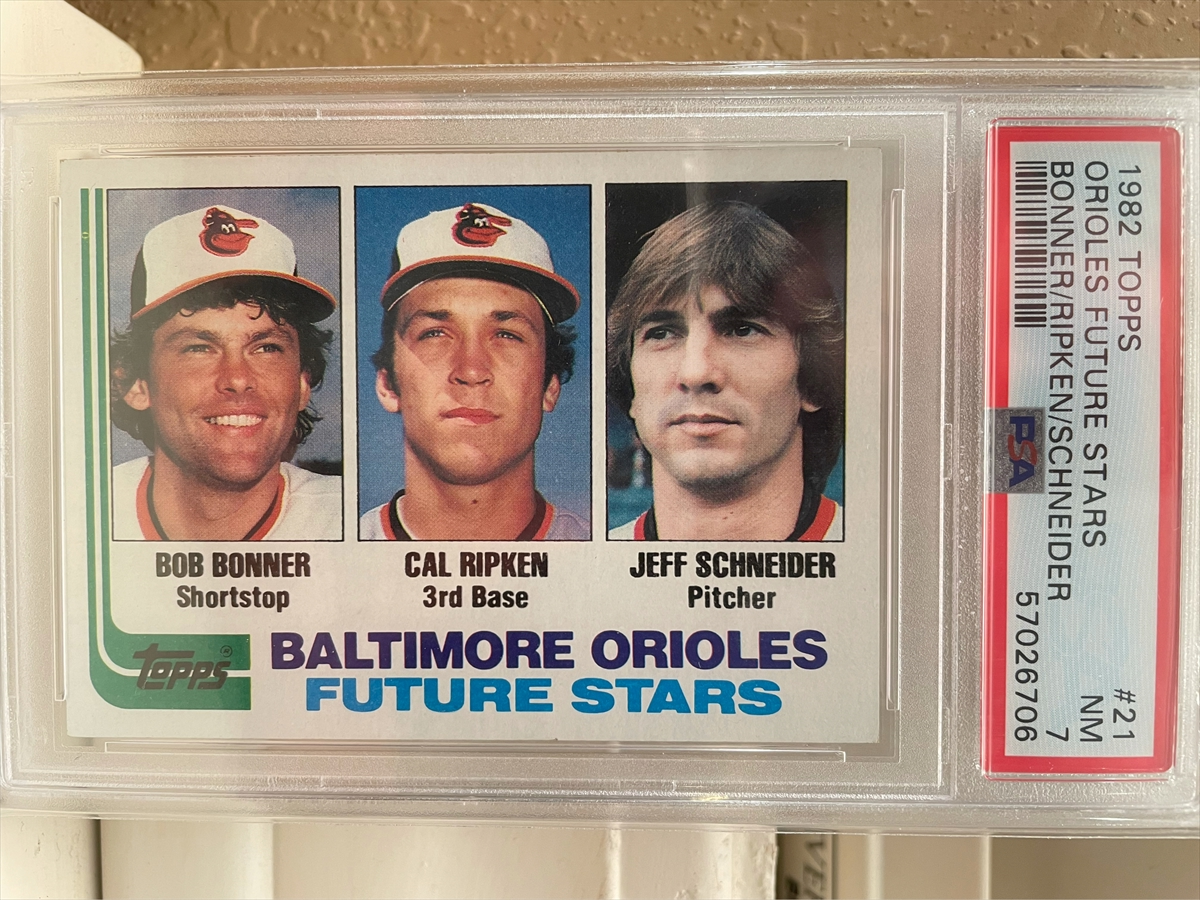 BOB BONNER
Shortstop
CAL RIPKEN
3rd Base
JEFF SCHNEIDER
Pitcher
TOPPS®
BALTIMORE ORIOLES
FUTURE STARS
1982 TOPPS #21
ORIOLES FUTURE STARS NM
BONNER/RIPKEN/SCHNEIDER 7
PSA
57026706